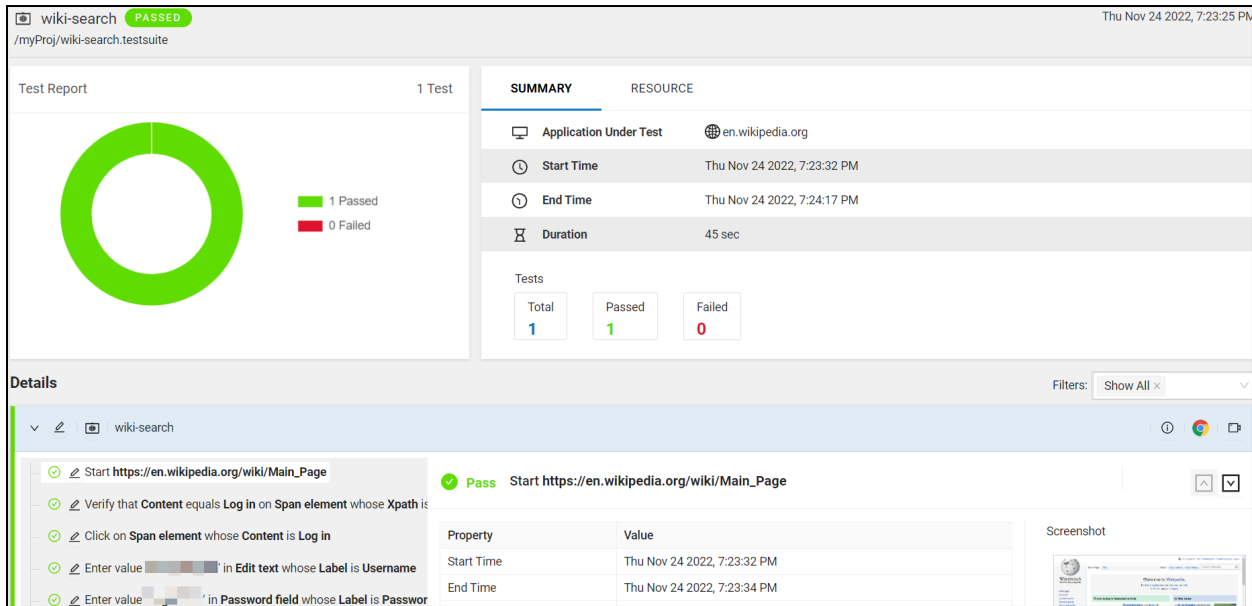 wiki-search PASSED
Thu Nov 24 2022, 7:23:25 PM
/myProj/wiki-search.testsuite
Test Report 1 Test
1 Passed
0 Failed
SUMMARY RESOURCE
Application Under Test en.wikipedia.org
Start Time Thu Nov 24 2022, 7:23:32 PM
End Time Thu Nov 24 2022, 7:24:17 PM
Duration 45 sec
Tests
Total Passed Failed
1 1 0
Details
Filters: Show All ×
wiki-search
Start https://en.wikipedia.org/wiki/Main_Page
Verify that Content equals Log in on Span element whose Xpath is
Click on Span element whose Content is Log in
Enter value ' in Edit text whose Label is Username
Enter value ' in Password field whose Label is Passwor
Pass Start https://en.wikipedia.org/wiki/Main_Page
Property Value
Start Time Thu Nov 24 2022, 7:23:32 PM
End Time Thu Nov 24 2022, 7:23:34 PM
Screenshot